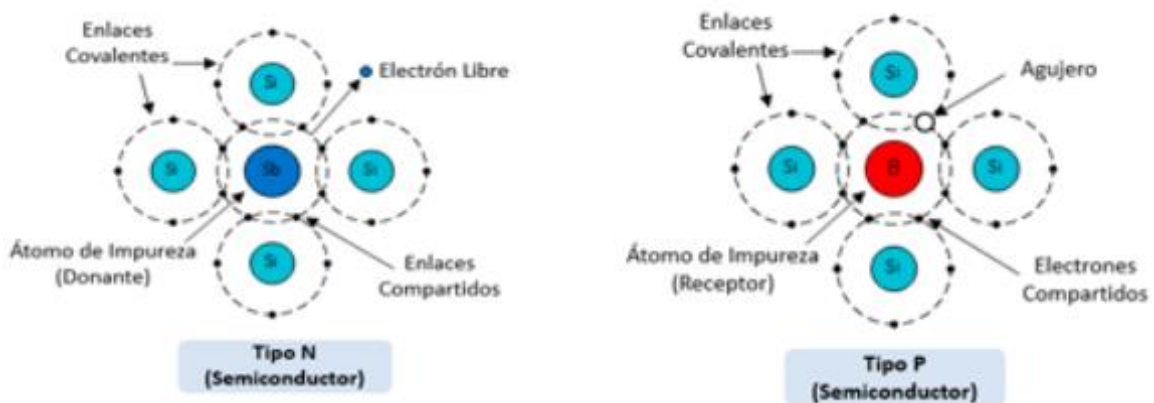 Enlaces
Covalentes
Si
Electrón Libre
Si
Sb
Si
Átomo de Impureza
(Donante)
Si
Enlaces
Compartidos
Tipo N
(Semiconductor)
Enlaces
Covalentes
Si
Agujero
Si
B
Si
Átomo de Impureza
(Receptor)
Si
Electrones
Compartidos
Tipo P
(Semiconductor)